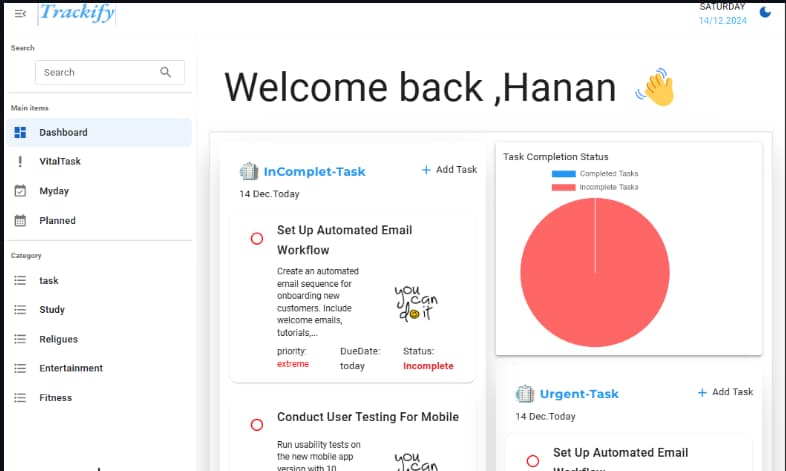 Trackify
SATURDAY
14/12.2024
Search
Search
Main items
Dashboard
VitalTask
Myday
Planned
Category
task
Study
Religues
Entertainment
Fitness
Welcome back ,Hanan
InComplet-Task
Add Task
14 Dec.Today
Set Up Automated Email
Workflow
Create an automated
email sequence for
onboarding new
customers. Include
welcome emails,
tutorials,...
you
can
do it
priority:
extreme
DueDate:
today
Status:
Incomplete
Conduct User Testing For Mobile
Run usability tests on
the new mobile app
version with 10
you
can
Task Completion Status
Completed Tasks
Incomplete Tasks
Urgent-Task
Add Task
14 Dec.Today
Set Up Automated Email
Workflow